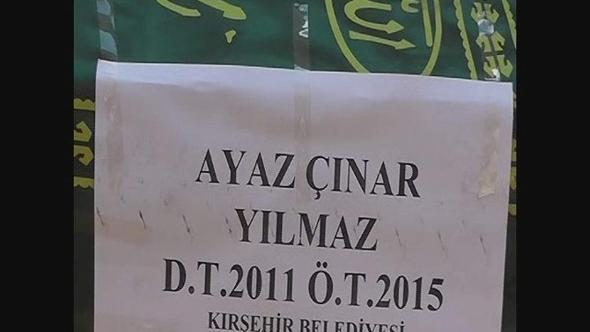 AYAZ ÇINAR
YILMAZ
D.T.2011 Ö.T.2015
KIRŞEHİR BELEDİYESİ